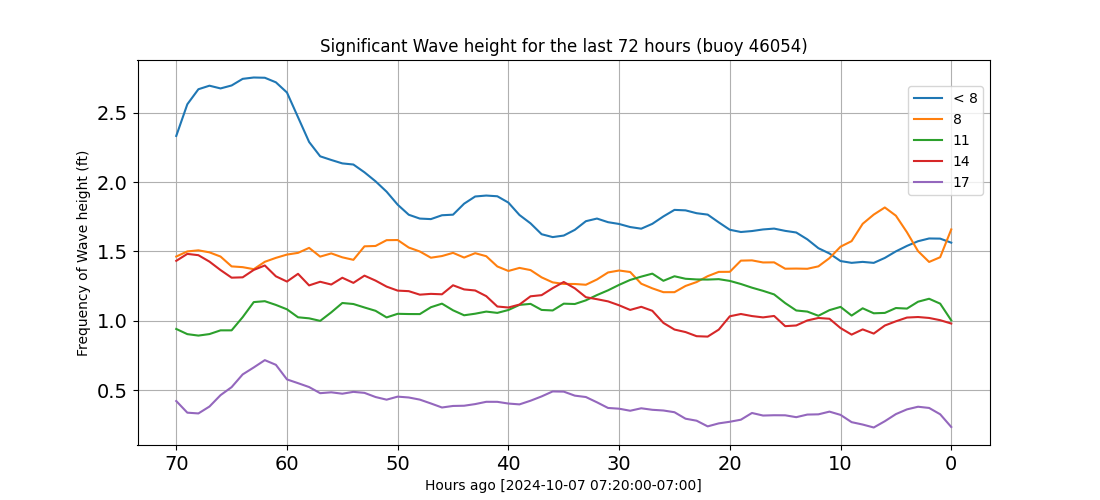 Significant Wave height for the last 72 hours (buoy 46054)
Frequency of Wave height (ft)
2.5
2.0
1.5
1.0
0.5
< 8
8
11
14
17
70 60 50 40 30 20 10 0
Hours ago [2024-10-07 07:20:00-07:00]